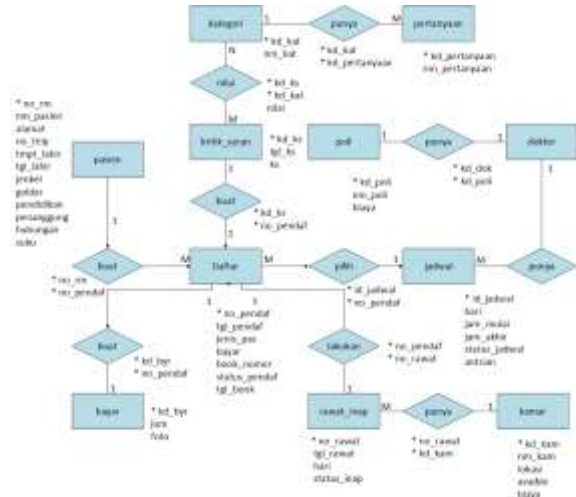 kategori
1
punya
M
pertanyaan
* kd_kat
nm_kat
* kd_kat
* kd_pertanyaan
* kd_pertanyaan
nm_pertanyaan
N
nilai
* kd_ks
* kd_kat
nilai
M
* no_rm
nm_pasien
alamat
no_telp
tmpt_lahir
tgl_lahir
jenkel
goldar
pendidikan
penanggung
hubungan
suku
pasien
kritik_saran
* kd_ks
tgl_ks
ks
poli
1
punya
1
dokter
* kd_poli
nm_poli
biaya
* kd_dok
* kd_poli
1
1
buat
* kd_ks
* no_pendaf
1
1
buat
M
daftar
M
pilih
1
jadwal
M
punya
* no_rm
* no_pendaf
* id_jadwal
* no_pendaf
* id_jadwal
hari
jam_mulai
jam_akhir
status_jadwal
antrian
1
1
* no_pendaf
tgl_pendaf
jenis_pas
bayar
book_nomor
status_pendaf
tgl_book
buat
* kd_byr
* no_pendaf
lakukan
* no_pendaf
* no_rawat
1
1
bayar
* kd_byr
jum
foto
rawat_inap
M
punya
1
kamar
* no_rawat
tgl_rawat
hari
status_inap
* no_rawat
* kd_kam
* kd_kam
nm_kam
lokasi
biaya